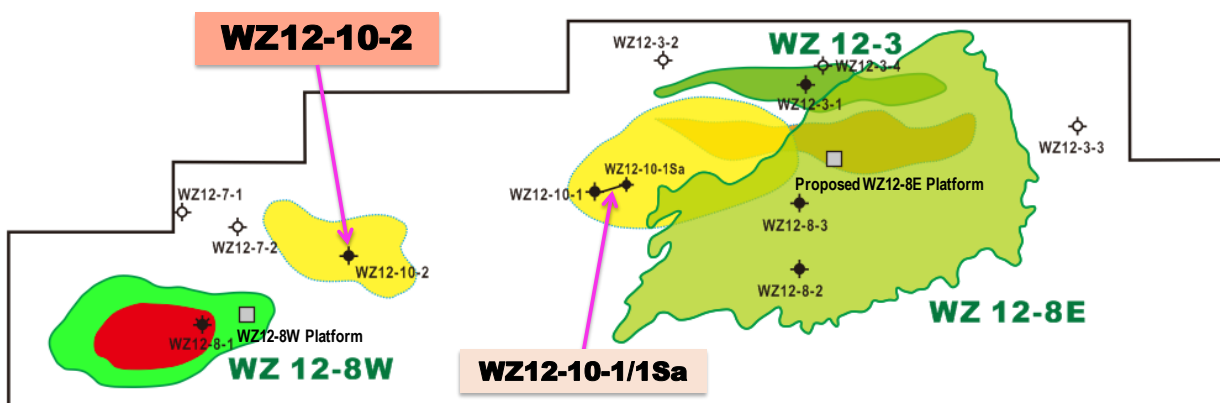 WZ12-10-2
WZ12-3-2
WZ 12-3
WZ12-3-4
WZ12-3-1
WZ12-3-3
WZ12-10-1Sa
WZ12-10-1
Proposed WZ12-8E Platform
WZ12-7-1
WZ12-8-3
WZ12-7-2
WZ12-10-2
WZ12-8-2
WZ 12-8E
WZ12-8W Platform
WZ12-8-1
WZ 12-8W
WZ12-10-1/1Sa